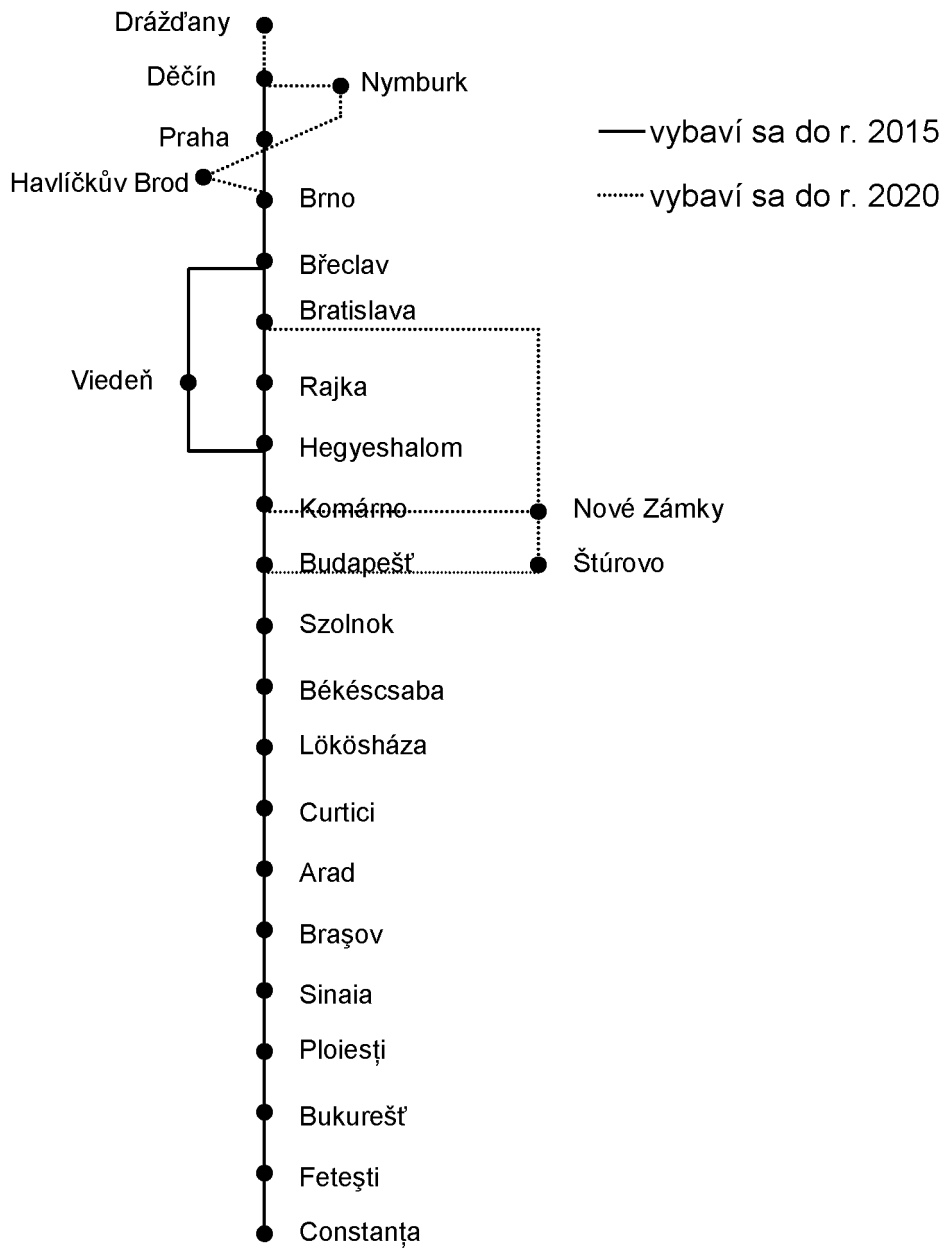 Drážďany
Děčín
Nymburk
Praha
vybaví sa do r. 2015
Havlíčkův Brod
Brno
vybaví sa do r. 2020
Břeclav
Bratislava
Viedeň
Rajka
Hegyeshalom
Komárno
Nové Zámky
Budapešť
Štúrovo
Szolnok
Békéscsaba
Lökösháza
Curtici
Arad
Braşov
Sinaia
Ploiești
Bukurešť
Feteşti
Constanța